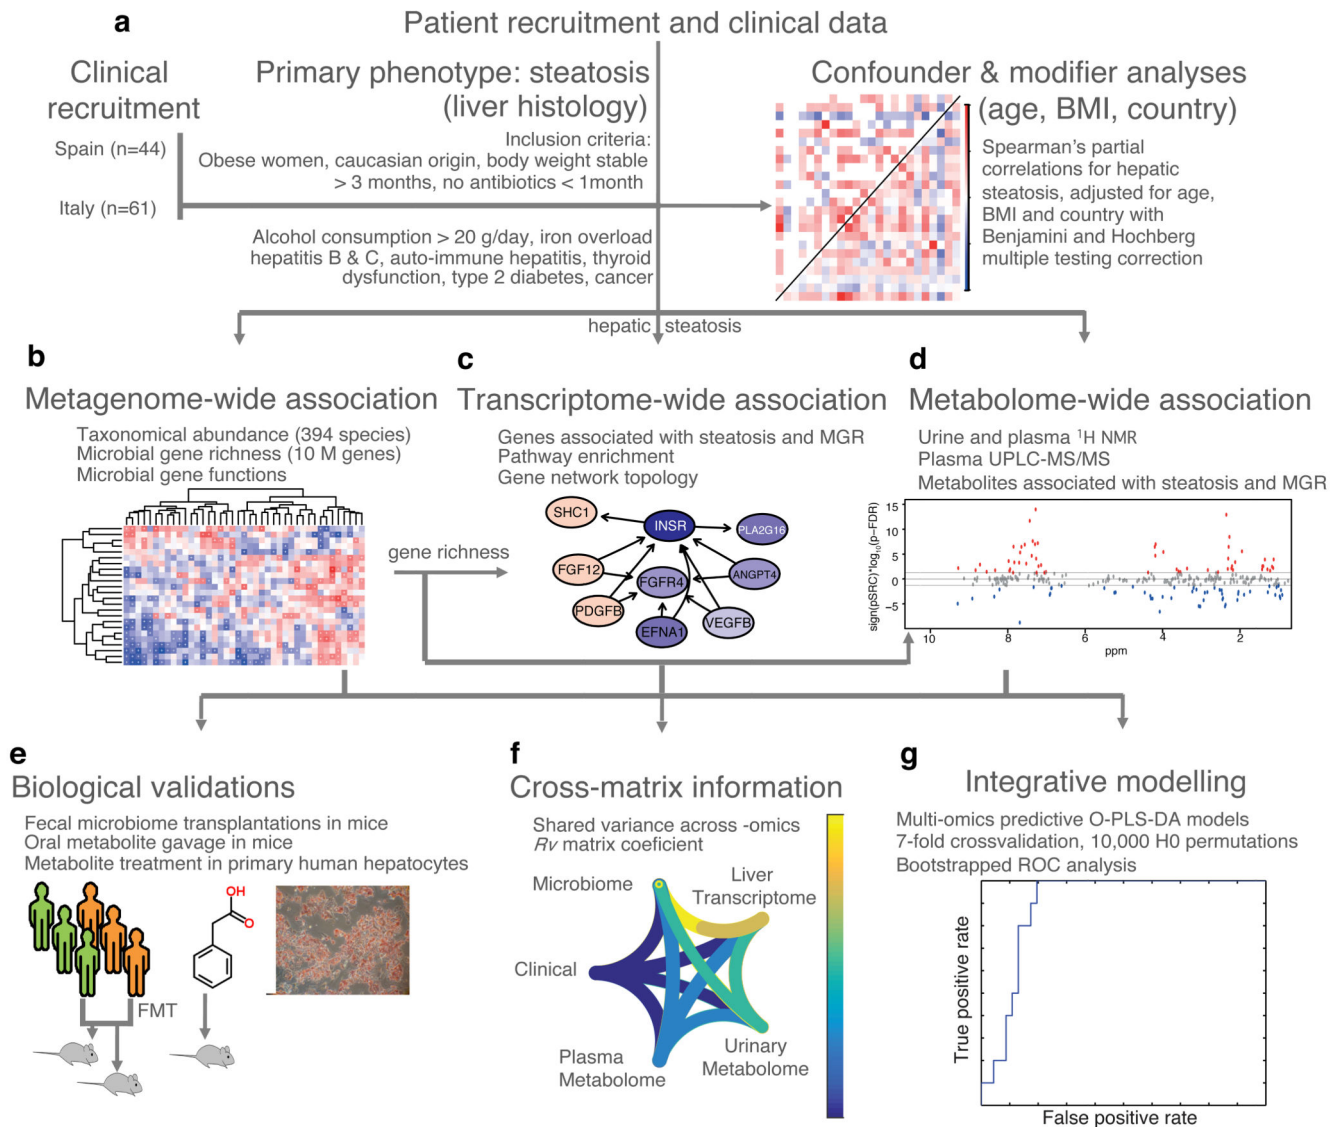 a
Patient recruitment and clinical data
Clinical
recruitment
Spain (n=44)
Italy (n=61)
Primary phenotype: steatosis
(liver histology)
Inclusion criteria:
Obese women, caucasian origin, body weight stable
> 3 months, no antibiotics < 1month
Alcohol consumption > 20 g/day, iron overload
hepatitis B & C, auto-immune hepatitis, thyroid
dysfunction, type 2 diabetes, cancer
Confounder & modifier analyses
(age, BMI, country)
Spearman's partial
correlations for hepatic
steatosis, adjusted for age,
BMI and country with
Benjamini and Hochberg
multiple testing correction
hepatic steatosis
b
Metagenome-wide association
Taxonomical abundance (394 species)
Microbial gene richness (10 M genes)
Microbial gene functions
gene richness
c
Transcriptome-wide association
Genes associated with steatosis and MGR
Pathway enrichment
Gene network topology
SHC1
INSR
PLA2G16
FGF12
FGFR4
ANGPT4
PDGFB
EFNA1
VEGFB
d
Metabolome-wide association
Urine and plasma ¹H NMR
Plasma UPLC-MS/MS
Metabolites associated with steatosis and MGR
sign(pSRC)*log₁₀(p−FDR)
15
10
5
0
−5
10 8 6 4 2
ppm
e
Biological validations
Fecal microbiome transplantations in mice
Oral metabolite gavage in mice
Metabolite treatment in primary human hepatocytes
OH
O
FMT
f
Cross-matrix information
Shared variance across -omics
Rv matrix coeficient
Microbiome
Liver
Transcriptome
Clinical
Plasma
Metabolome
Urinary
Metabolome
g
Integrative modelling
Multi-omics predictive O-PLS-DA models
7-fold crossvalidation, 10,000 H0 permutations
Bootstrapped ROC analysis
True positive rate
False positive rate